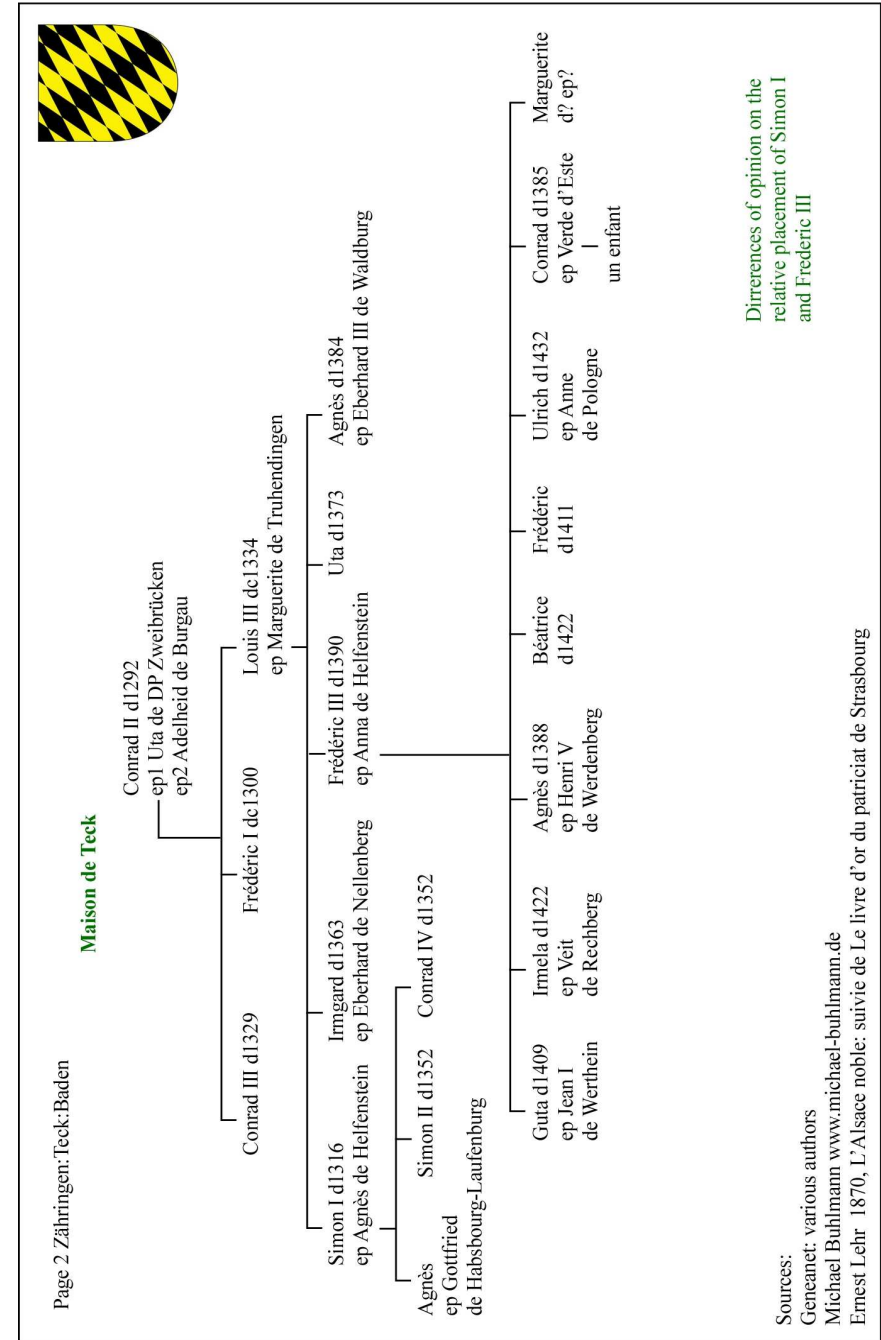 Page 2 Zähringen:Teck:Baden
Maison de Teck
Conrad II d1292
ep1 Uta de DP Zweibrücken
ep2 Adelheid de Burgau
Conrad III d1329
Frédéric I dc1300
Louis III dc1334
ep Marguerite de Truhendingen
Simon I d1316
ep Agnès de Helfenstein
Irmgard d1363
ep Eberhard de Nellenberg
Frédéric III d1390
ep Anna de Helfenstein
Uta d1373
Agnès d1384
ep Eberhard III de Waldburg
Agnès
ep Gottfried
de Habsbourg-Laufenburg
Simon II d1352
Conrad IV d1352
Guta d1409
ep Jean I
de Werthein
Irmela d1422
ep Veit
de Rechberg
Agnès d1388
ep Henri V
de Werdenberg
Béatrice
d1422
Frédéric
d1411
Ulrich d1432
ep Anne
de Pologne
Conrad d1385
ep Verde d'Este
un enfant
Marguerite
d? ep?
Dirrerences of opinion on the
relative placement of Simon I
and Frederic III
Sources:
Geneanet: various authors
Michael Buhlmann www.michael-buhlmann.de
Ernest Lehr 1870, L'Alsace noble: suivie de Le livre d'or du patriciat de Strasbourg